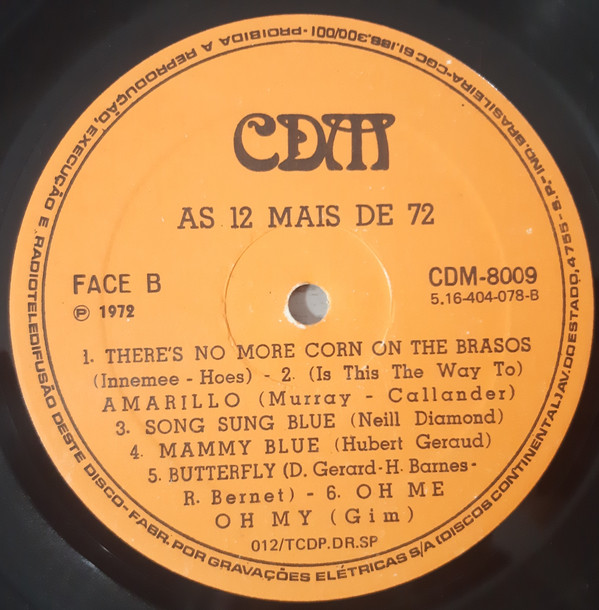 CDM
AS 12 MAIS DE 72
FACE B
CDM-8009
℗ 1972
5.16-404-078-B
1. THERE'S NO MORE CORN ON THE BRASOS
(Innemee - Hoes) - 2. (Is This The Way To)
AMARILLO (Murray - Callander)
3. SONG SUNG BLUE (Neill Diamond)
4. MAMMY BLUE (Hubert Geraud)
5. BUTTERFLY (D. Gerard-H. Barnes-
R. Bernet) - 6. OH ME
OH MY (Gim)
012/TCDP.DR.SP
FABR. POR GRAVAÇÕES ELÉTRICAS S/A (DISCOS CONTINENTAL) AV. DO ESTADO, 4755 - S.P. IND. BRASILEIRA-CGC 61.186.300/001 - PROIBIDA A REPRODUÇÃO, EXECUÇÃO E RADIOTELEDIFUSÃO DESTE DISCO-